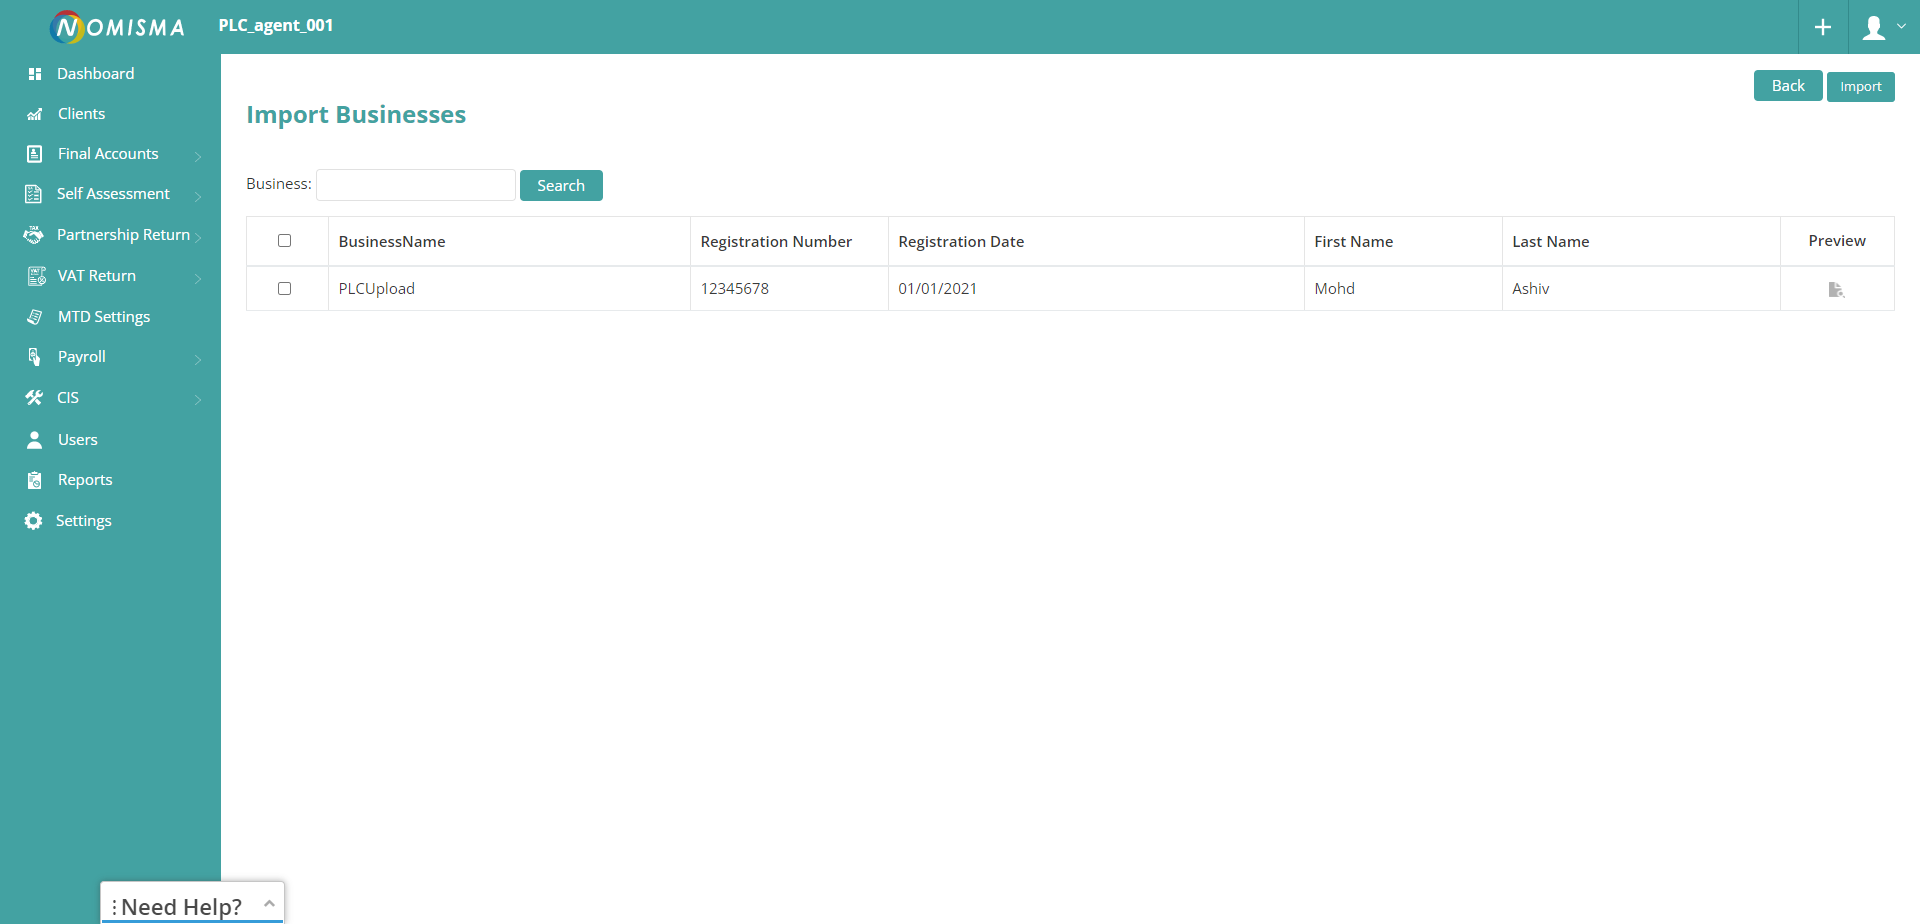 NOMISMA PLC_agent_001
Dashboard
Clients
Final Accounts
Self Assessment
Partnership Return
VAT Return
MTD Settings
Payroll
CIS
Users
Reports
Settings
Back Import
Import Businesses
Business: Search
BusinessName Registration Number Registration Date First Name Last Name Preview
PLCUpload 12345678 01/01/2021 Mohd Ashiv
Need Help?